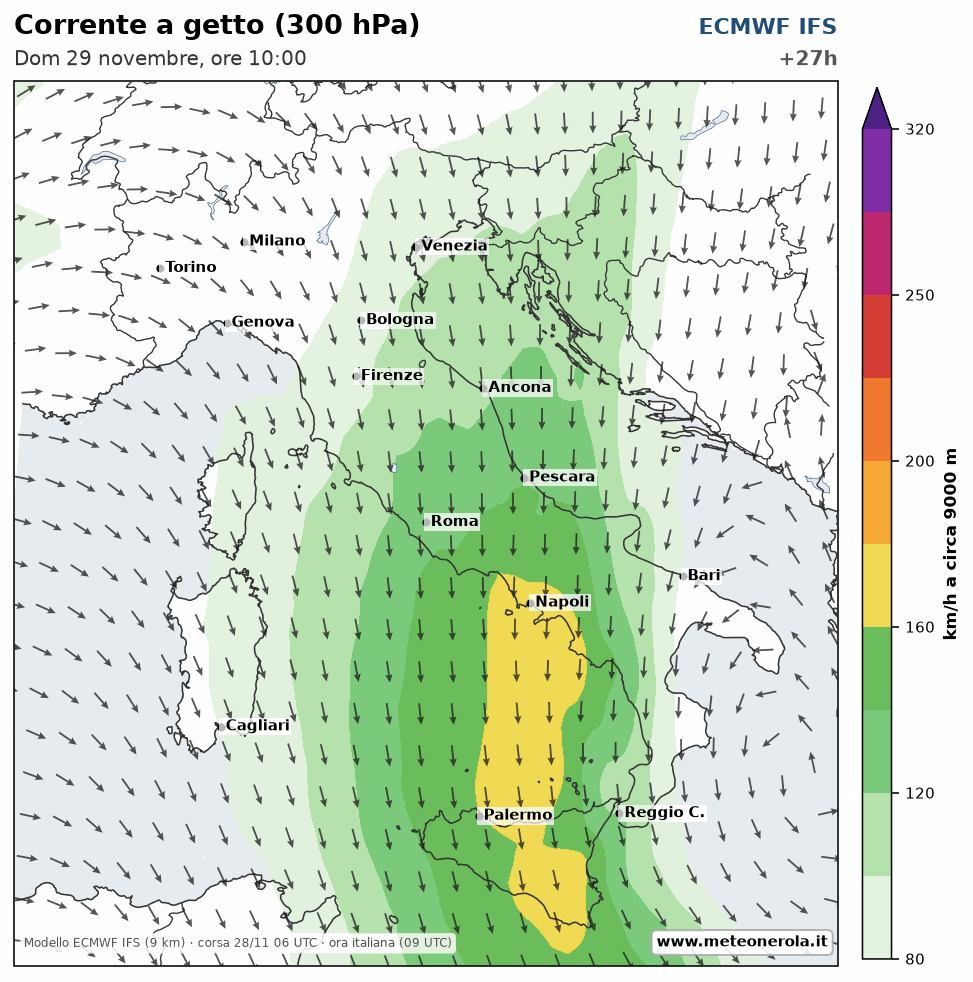 Corrente a getto (300 hPa)
ECMWF IFS
Dom 29 novembre, ore 10:00
+27h
320
Milano
Venezia
Torino
250
Genova
Bologna
Firenze
Ancona
200
Pescara
Roma
km/h a circa 9000 m
Bari
Napoli
160
Cagliari
120
Palermo
Reggio C.
Modello ECMWF IFS (9 km) · corsa 28/11 06 UTC · ora italiana (09 UTC)
www.meteonerola.it
80